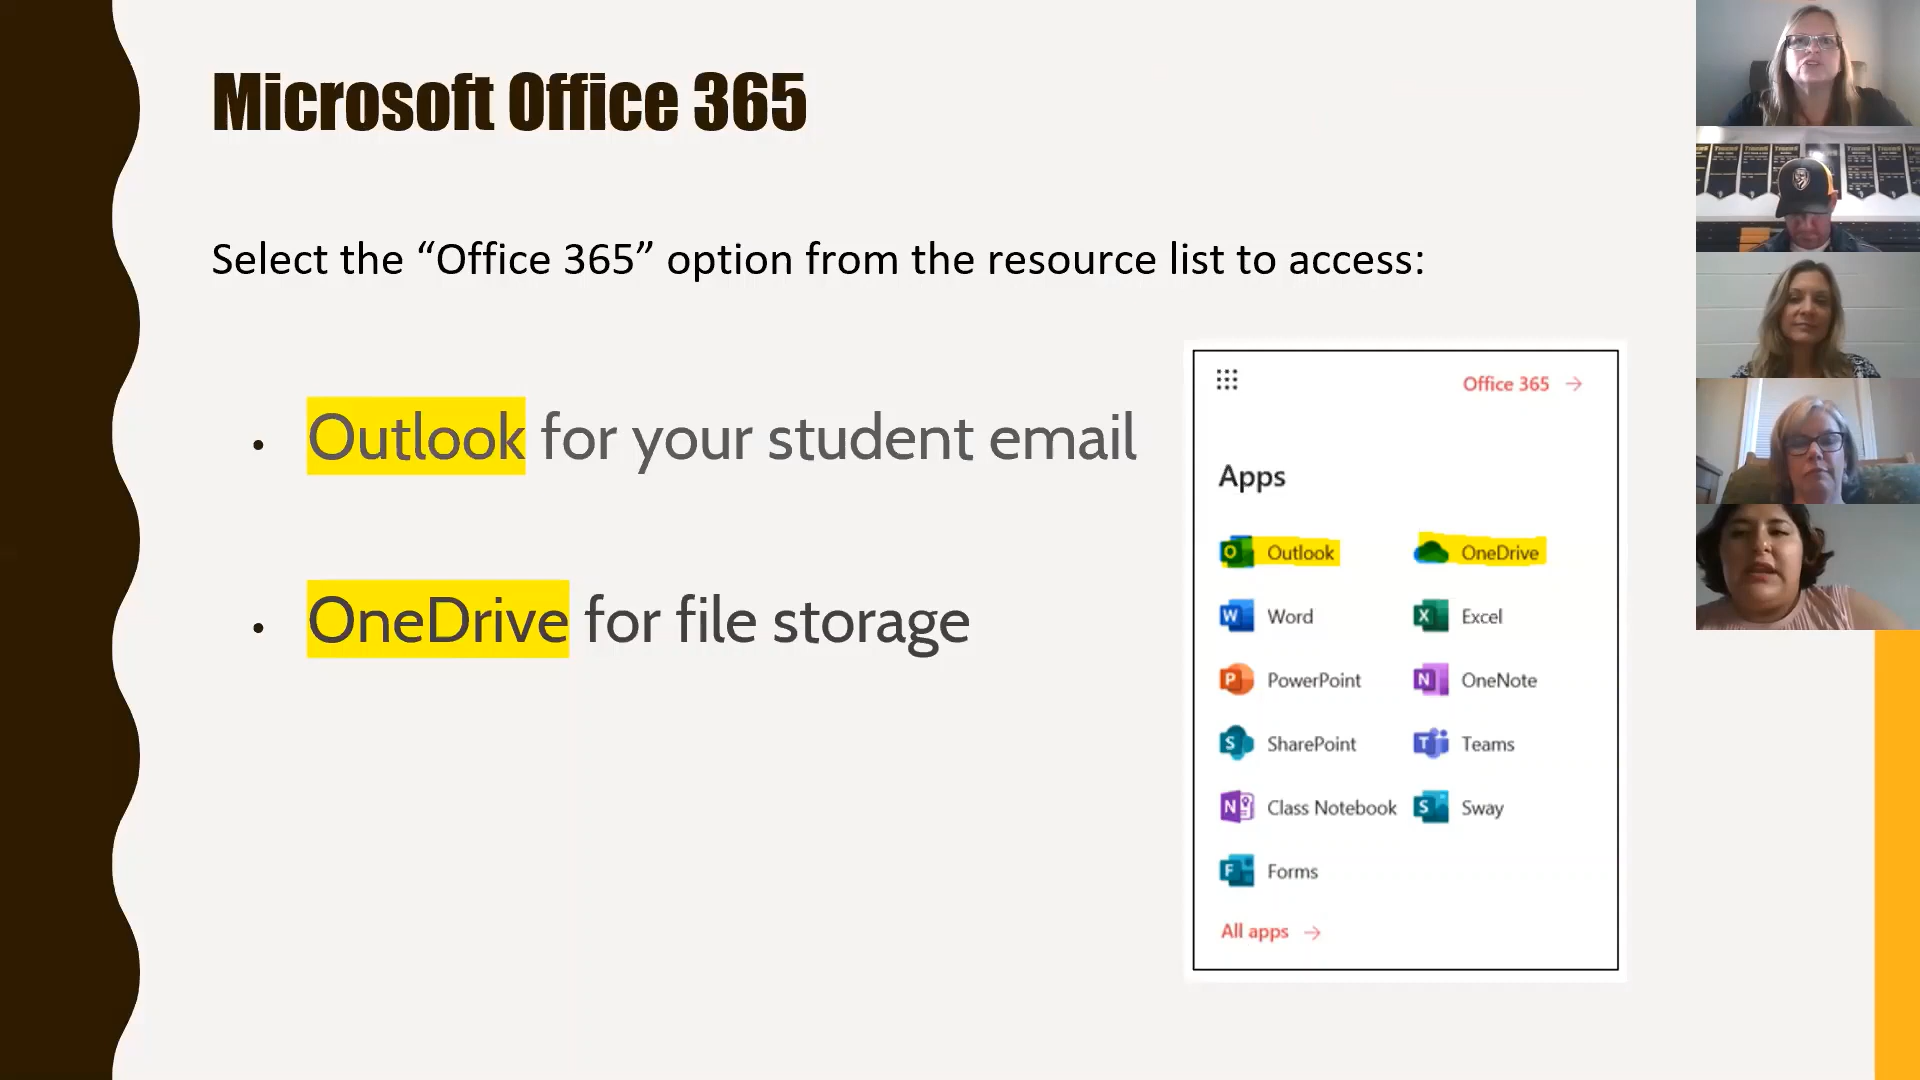 Microsoft Office 365
Select the “Office 365” option from the resource list to access:
• Outlook for your student email
• OneDrive for file storage
Office 365 →
Apps
Outlook OneDrive
Word Excel
PowerPoint OneNote
SharePoint Teams
Class Notebook Sway
Forms
All apps →